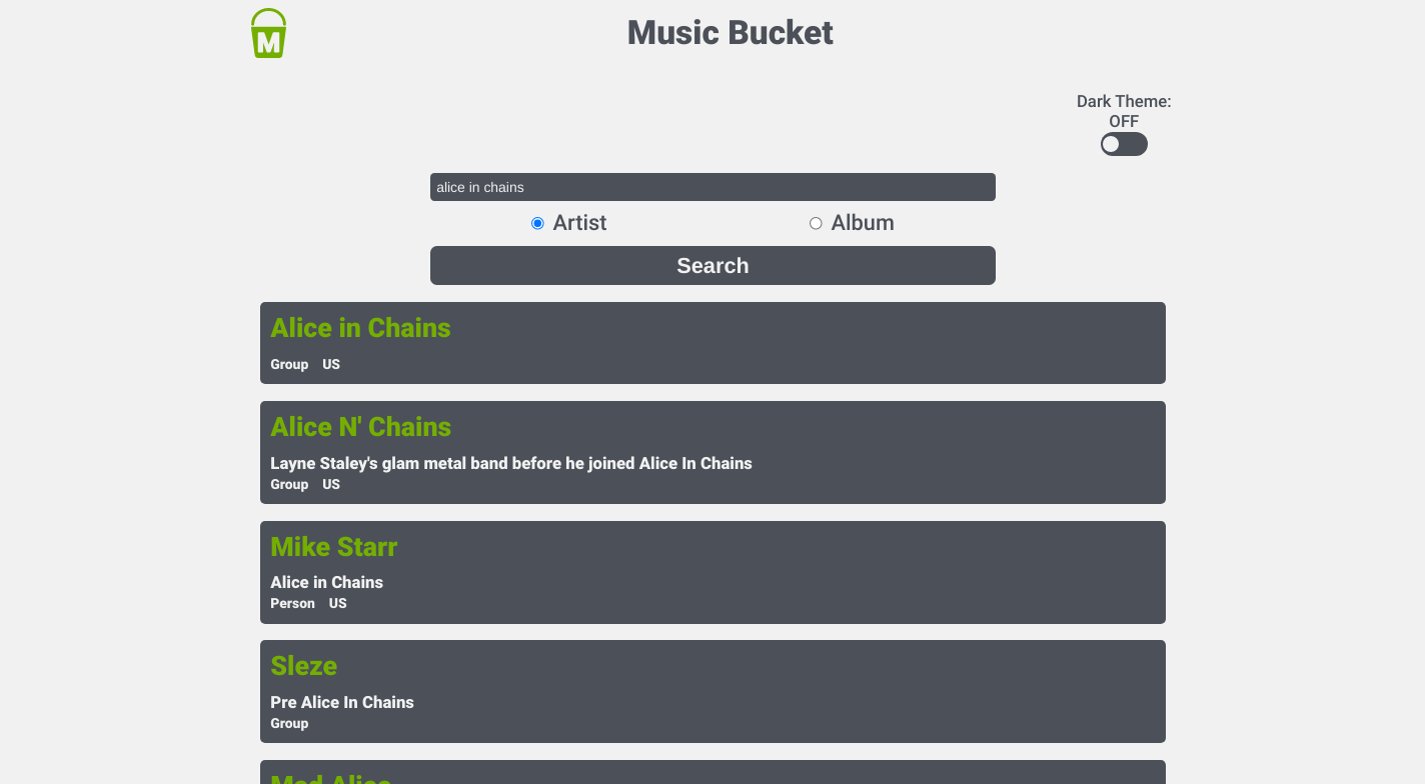 M
Music Bucket
Dark Theme:
OFF
alice in chains
Artist
Album
Search
Alice in Chains
Group US
Alice N' Chains
Layne Staley's glam metal band before he joined Alice In Chains
Group US
Mike Starr
Alice in Chains
Person US
Sleze
Pre Alice In Chains
Group
Mad Alice